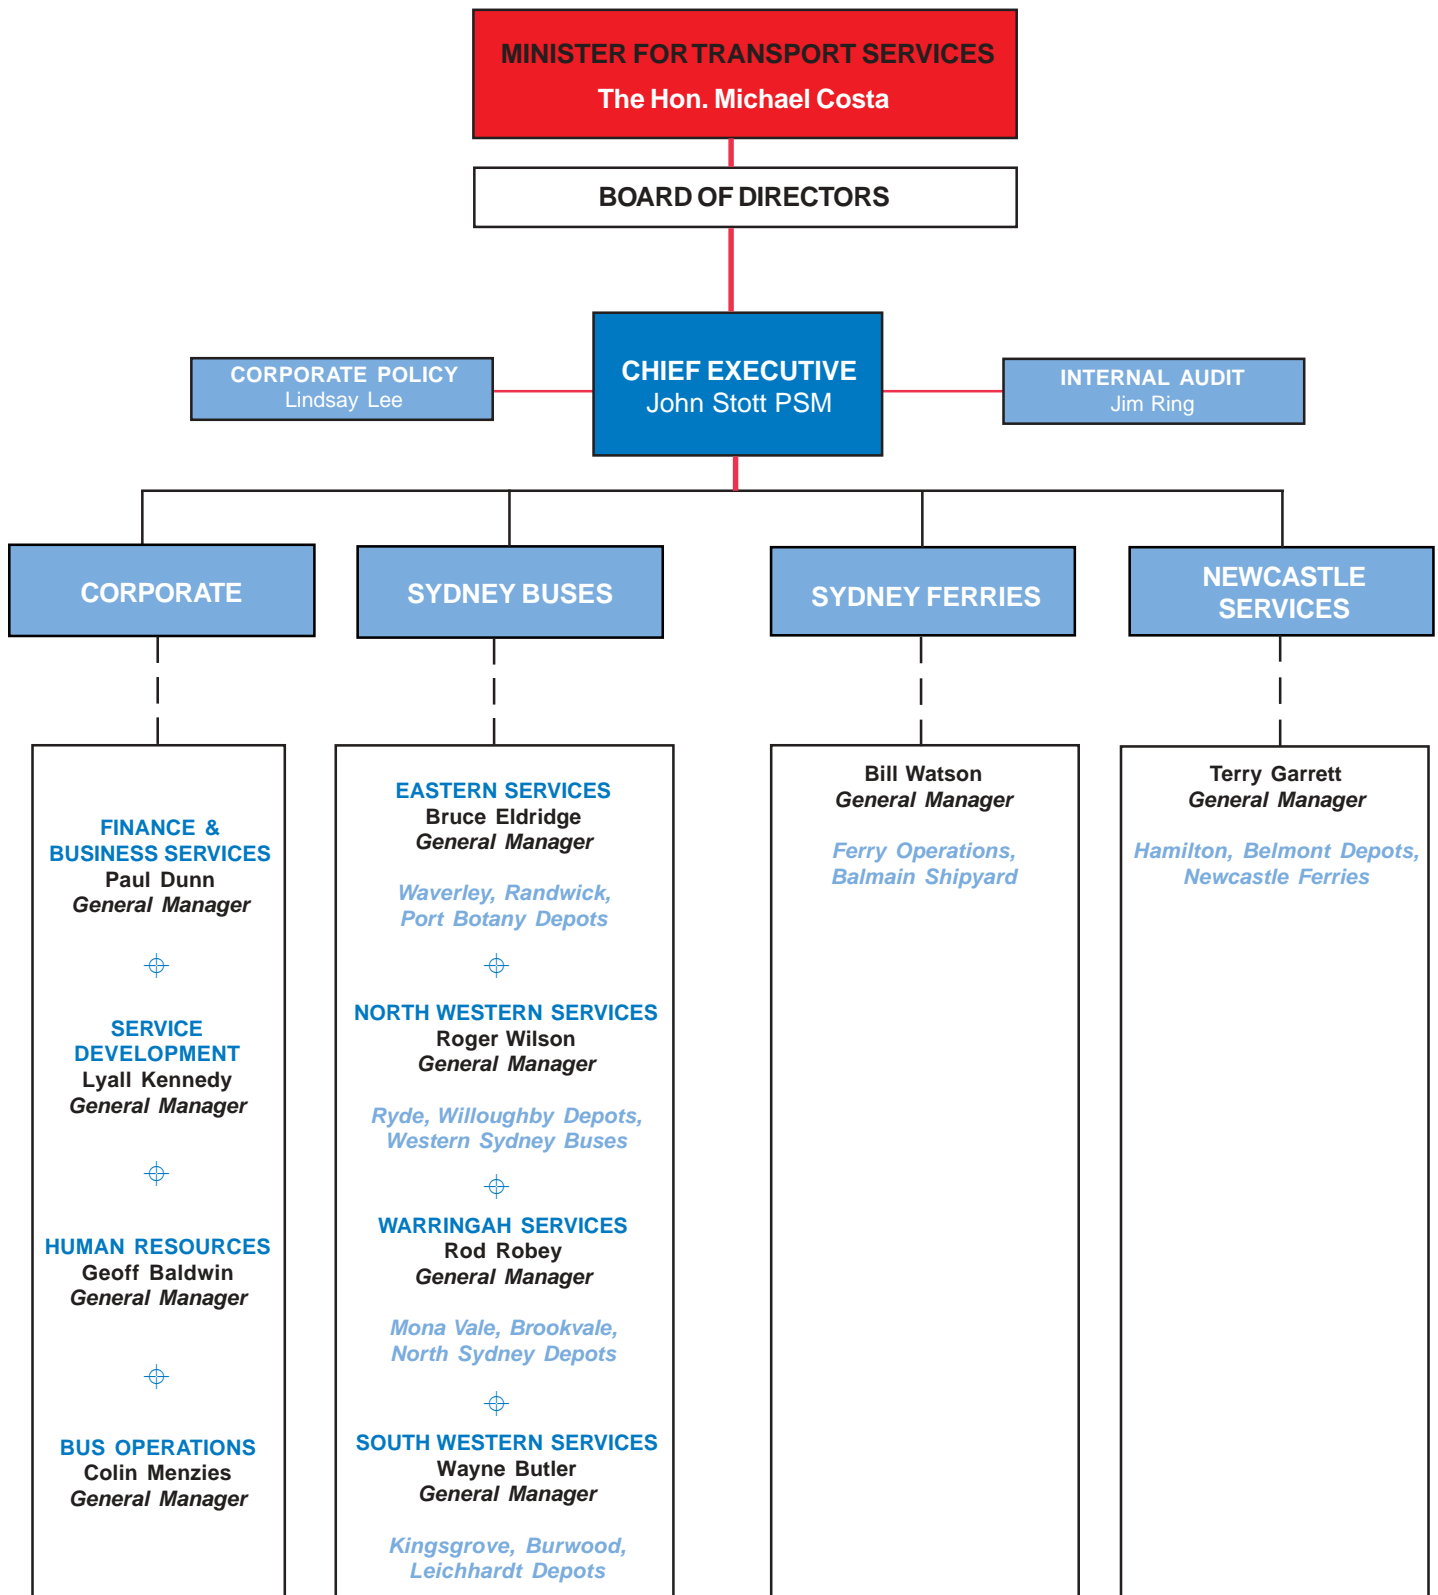 MINISTER FOR TRANSPORT SERVICES
The Hon. Michael Costa
BOARD OF DIRECTORS
CHIEF EXECUTIVE
John Stott PSM
CORPORATE POLICY
Lindsay Lee
INTERNAL AUDIT
Jim Ring
CORPORATE
SYDNEY BUSES
SYDNEY FERRIES
NEWCASTLE
SERVICES
FINANCE &
BUSINESS SERVICES
Paul Dunn
General Manager
SERVICE
DEVELOPMENT
Lyall Kennedy
General Manager
HUMAN RESOURCES
Geoff Baldwin
General Manager
BUS OPERATIONS
Colin Menzies
General Manager
EASTERN SERVICES
Bruce Eldridge
General Manager
Waverley, Randwick,
Port Botany Depots
NORTH WESTERN SERVICES
Roger Wilson
General Manager
Ryde, Willoughby Depots,
Western Sydney Buses
WARRINGAH SERVICES
Rod Robey
General Manager
Mona Vale, Brookvale,
North Sydney Depots
SOUTH WESTERN SERVICES
Wayne Butler
General Manager
Kingsgrove, Burwood,
Leichhardt Depots
Bill Watson
General Manager
Ferry Operations,
Balmain Shipyard
Terry Garrett
General Manager
Hamilton, Belmont Depots,
Newcastle Ferries